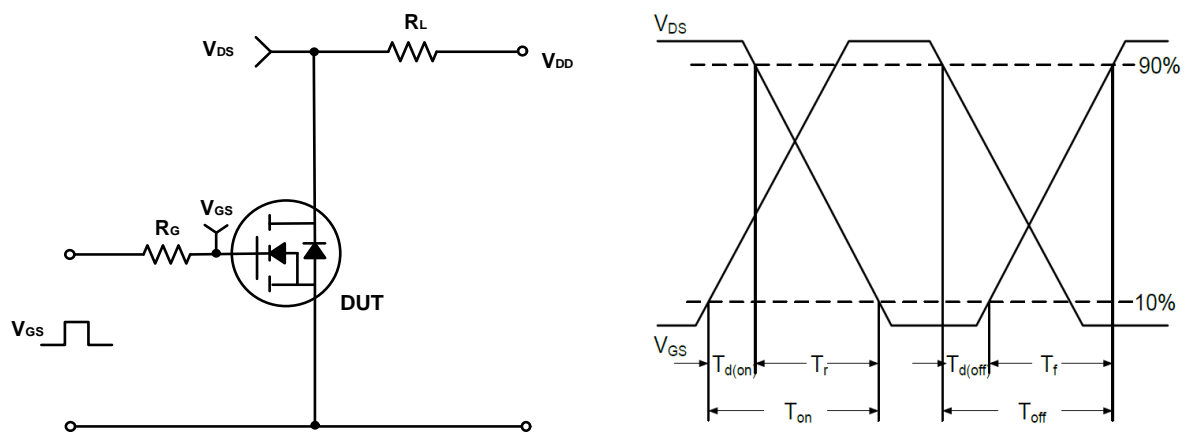 RL
VDS
VDD
VGS
RG
DUT
VGS
VDS
90%
10%
VGS
Td(on)
Tr
Td(off)
Tf
Ton
Toff